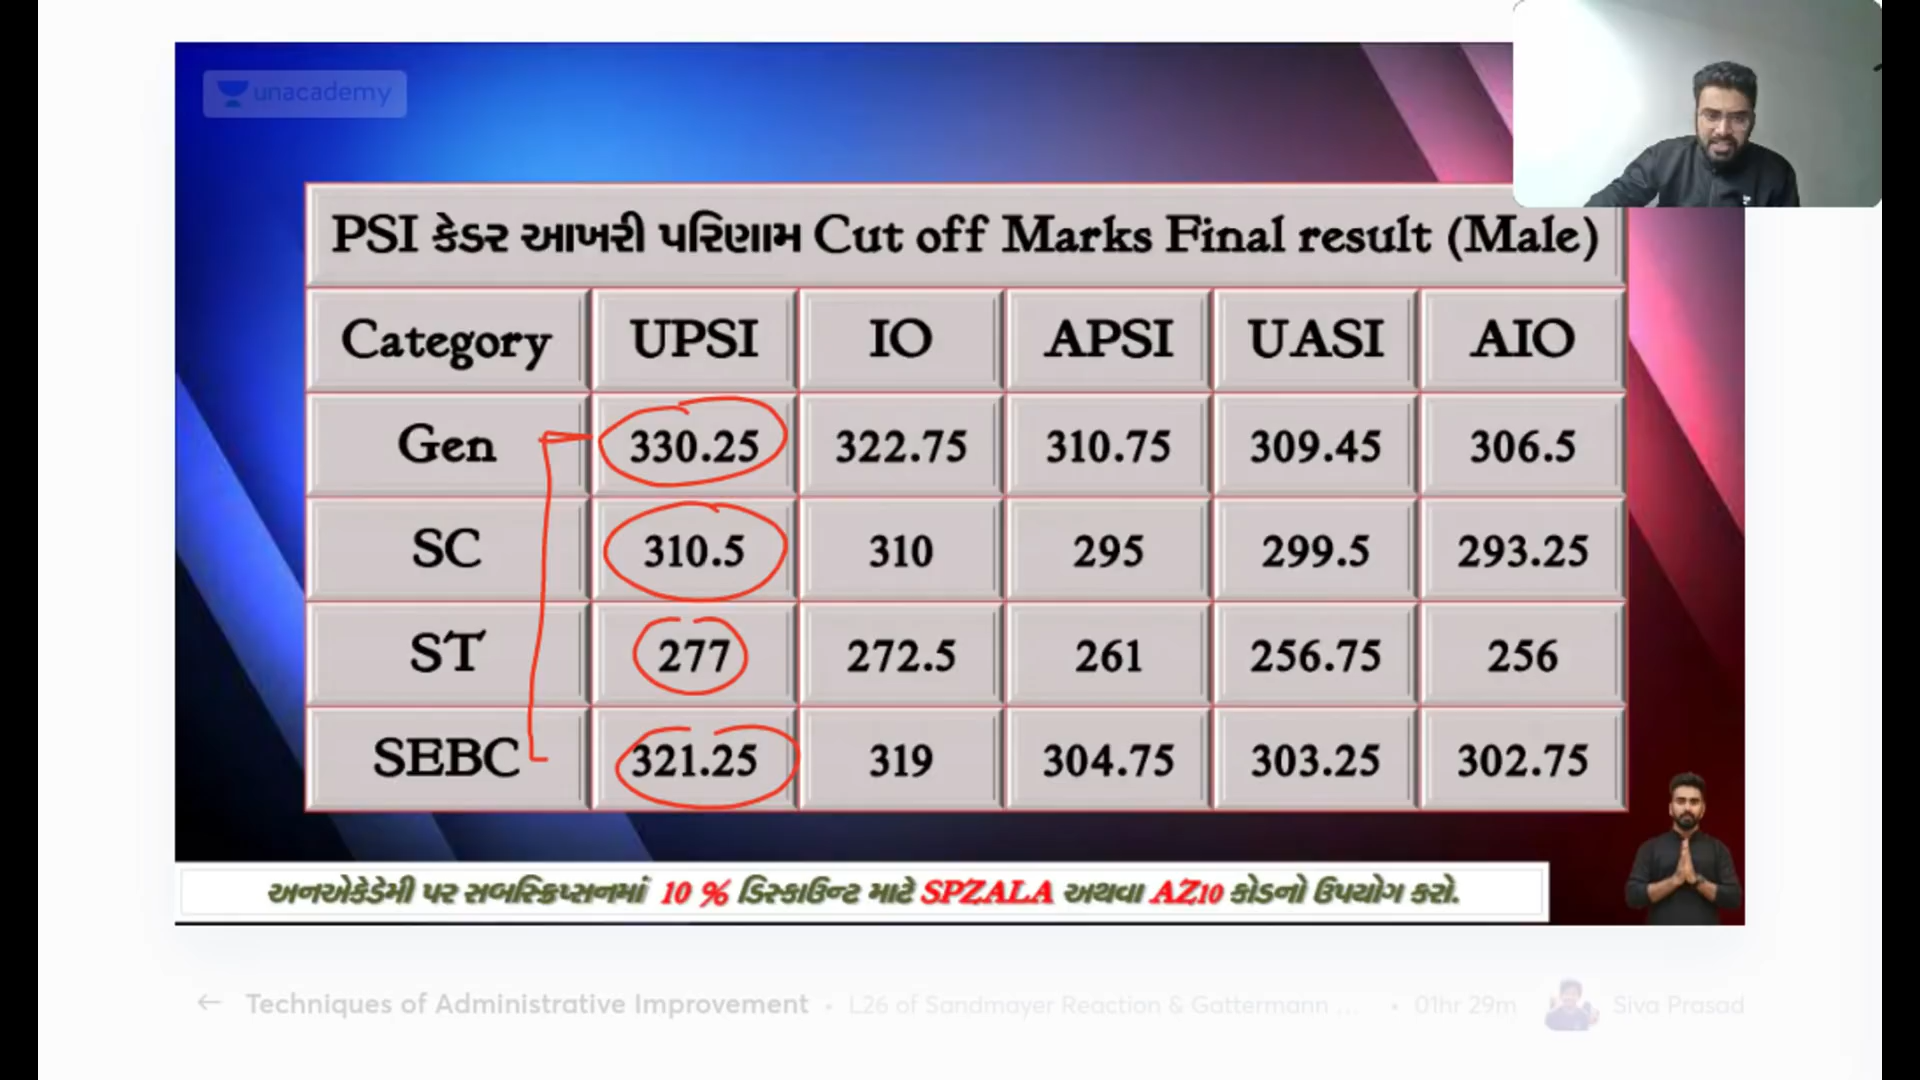 unacademy
PSI કેડર આખરી પરિણામ Cut off Marks Final result (Male)
Category UPSI IO APSI UASI AIO
Gen 330.25 322.75 310.75 309.45 306.5
SC 310.5 310 295 299.5 293.25
ST 277 272.5 261 256.75 256
SEBC 321.25 319 304.75 303.25 302.75
અનએકેડેમી પર સબસ્ક્રિપ્સનમાં 10 % ડિસ્કાઉન્ટ માટે SPZALA અથવા AZ10 કોડનો ઉપયોગ કરો.
← Techniques of Administrative Improvement • L26 of Sandmayer Reaction & Gattermann ... • 01hr 29m Siva Prasad